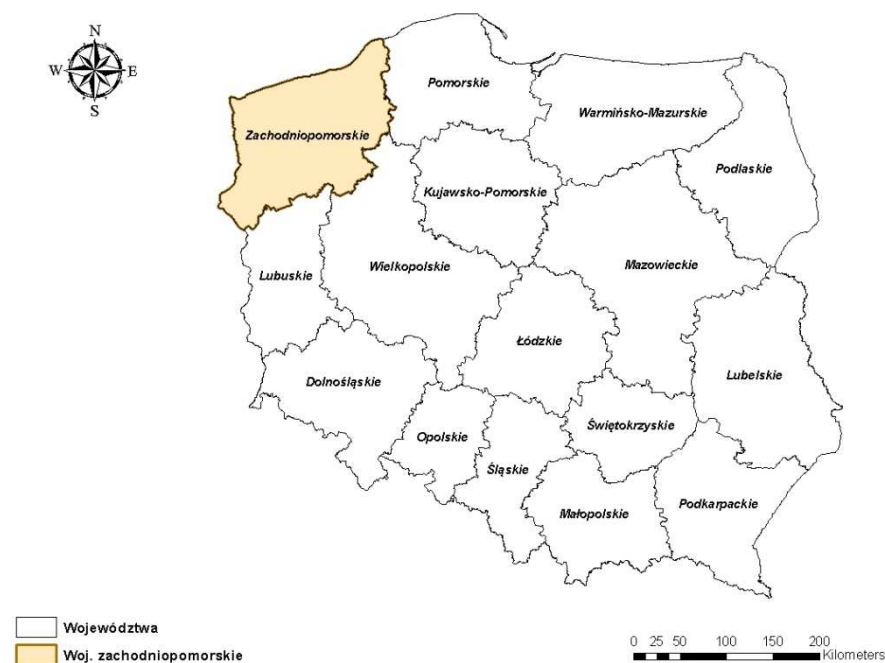 N
W E
S
Pomorskie
Warmińsko-Mazurskie
Zachodniopomorskie
Podlaskie
Kujawsko-Pomorskie
Mazowieckie
Wielkopolskie
Lubuskie
Łódzkie
Lubelskie
Dolnośląskie
Świętokrzyskie
Opolskie
Śląskie
Podkarpackie
Małopolskie
Województwa
Woj. zachodniopomorskie
0 25 50 100 150 200
Kilometers